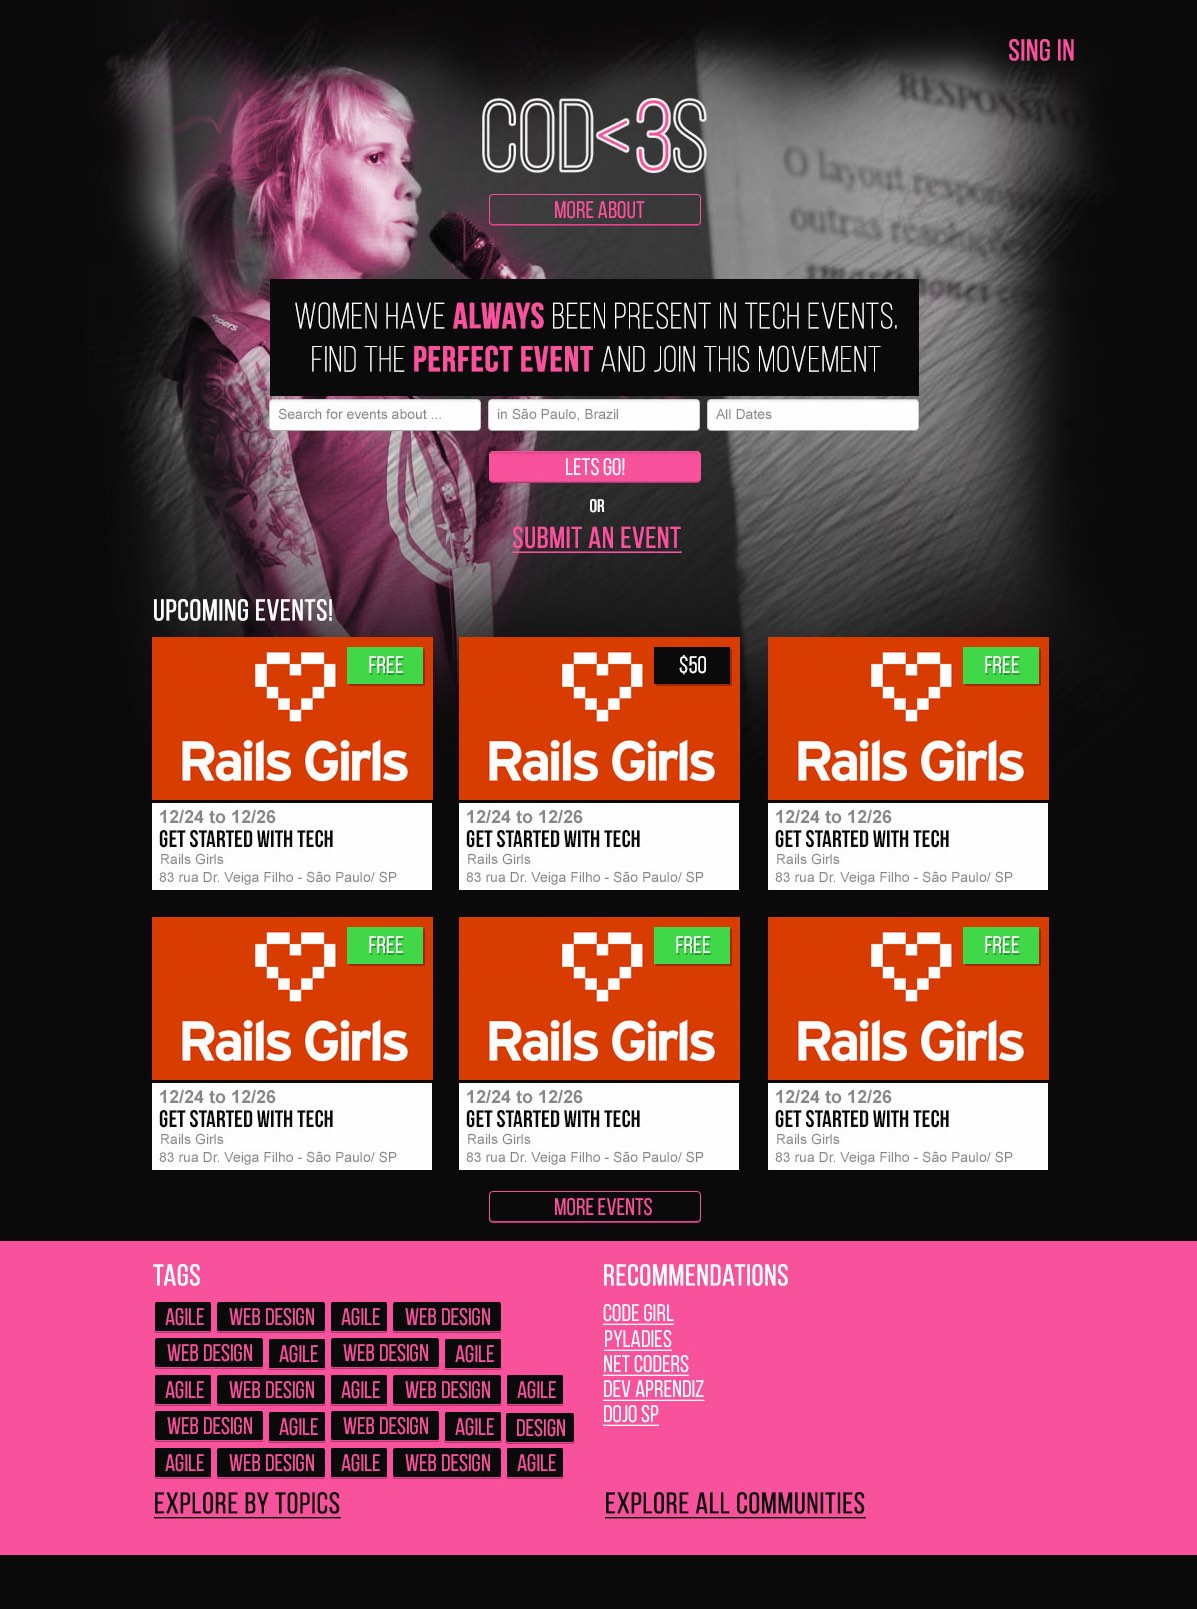 SING IN
COD<3S
RESPONSIV
O layout respon
outras resoluçõe
MORE ABOUT
WOMEN HAVE ALWAYS BEEN PRESENT IN TECH EVENTS.
FIND THE PERFECT EVENT AND JOIN THIS MOVEMENT
Search for events about ...
in São Paulo, Brazil
All Dates
LETS GO!
OR
SUBMIT AN EVENT
UPCOMING EVENTS!
FREE
Rails Girls
12/24 to 12/26
GET STARTED WITH TECH
Rails Girls
83 rua Dr. Veiga Filho - São Paulo/ SP
$50
Rails Girls
12/24 to 12/26
GET STARTED WITH TECH
Rails Girls
83 rua Dr. Veiga Filho - São Paulo/ SP
FREE
Rails Girls
12/24 to 12/26
GET STARTED WITH TECH
Rails Girls
83 rua Dr. Veiga Filho - São Paulo/ SP
FREE
Rails Girls
12/24 to 12/26
GET STARTED WITH TECH
Rails Girls
83 rua Dr. Veiga Filho - São Paulo/ SP
FREE
Rails Girls
12/24 to 12/26
GET STARTED WITH TECH
Rails Girls
83 rua Dr. Veiga Filho - São Paulo/ SP
FREE
Rails Girls
12/24 to 12/26
GET STARTED WITH TECH
Rails Girls
83 rua Dr. Veiga Filho - São Paulo/ SP
MORE EVENTS
TAGS
AGILE WEB DESIGN AGILE WEB DESIGN
WEB DESIGN AGILE WEB DESIGN AGILE
AGILE WEB DESIGN AGILE WEB DESIGN AGILE
WEB DESIGN AGILE WEB DESIGN AGILE DESIGN
AGILE WEB DESIGN AGILE WEB DESIGN AGILE
EXPLORE BY TOPICS
RECOMMENDATIONS
CODE GIRL
PYLADIES
NET CODERS
DEV APRENDIZ
DOJO SP
EXPLORE ALL COMMUNITIES